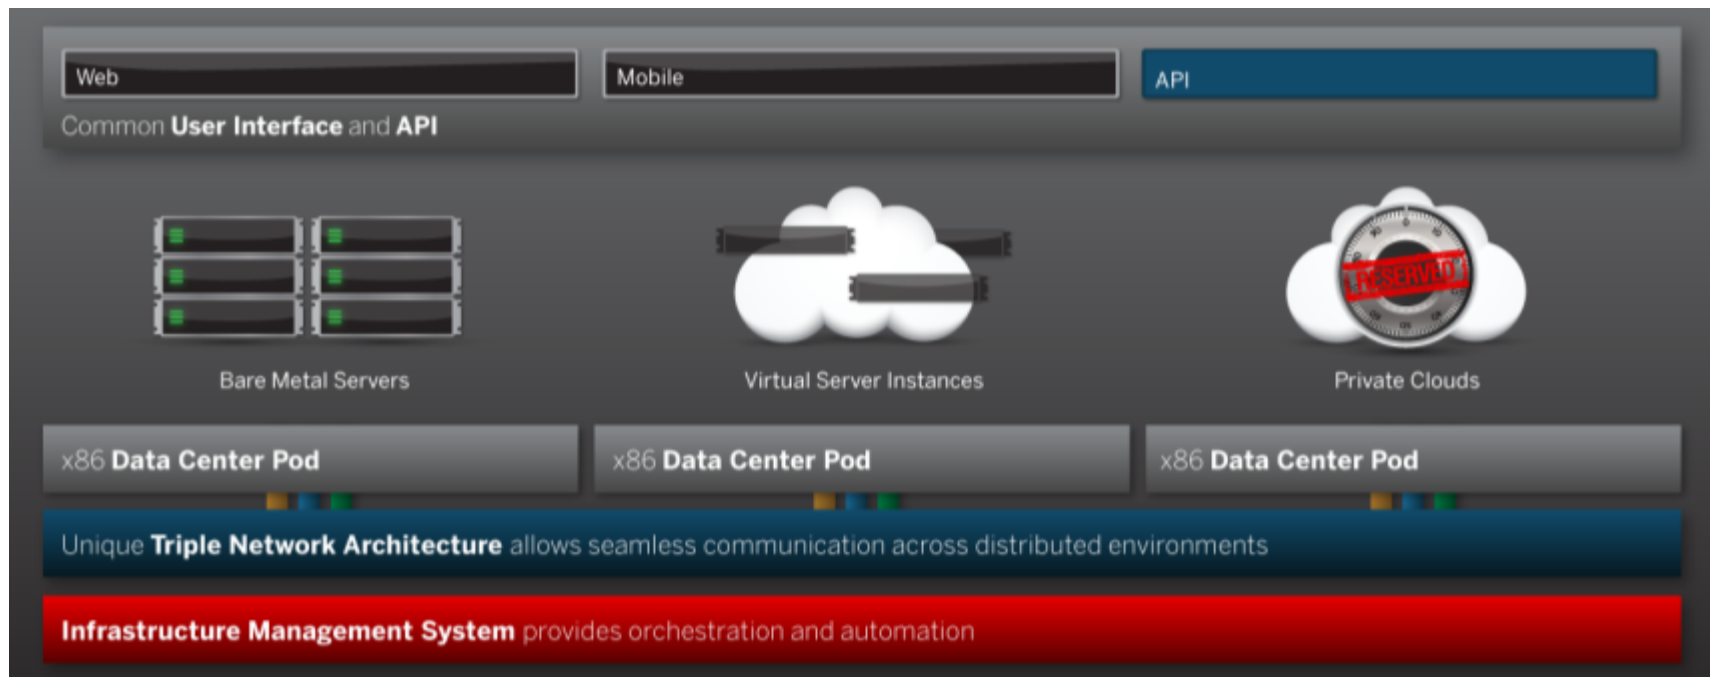 Web
Mobile
API
Common User Interface and API
RESERVED
Bare Metal Servers
Virtual Server Instances
Private Clouds
x86 Data Center Pod
x86 Data Center Pod
x86 Data Center Pod
Unique Triple Network Architecture allows seamless communication across distributed environments
Infrastructure Management System provides orchestration and automation